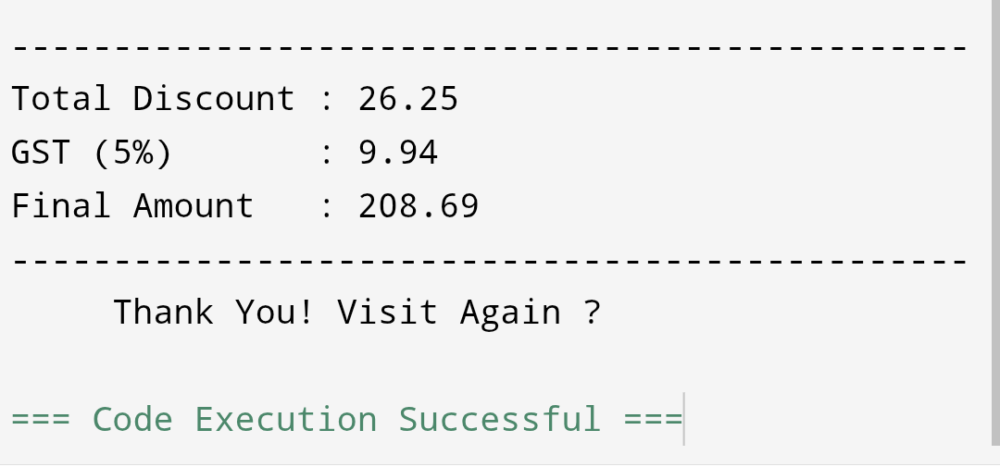 -----------------------------------------------
Total Discount : 26.25
GST (5%)       : 9.94
Final Amount   : 208.69
-----------------------------------------------
     Thank You! Visit Again ?
=== Code Execution Successful ===